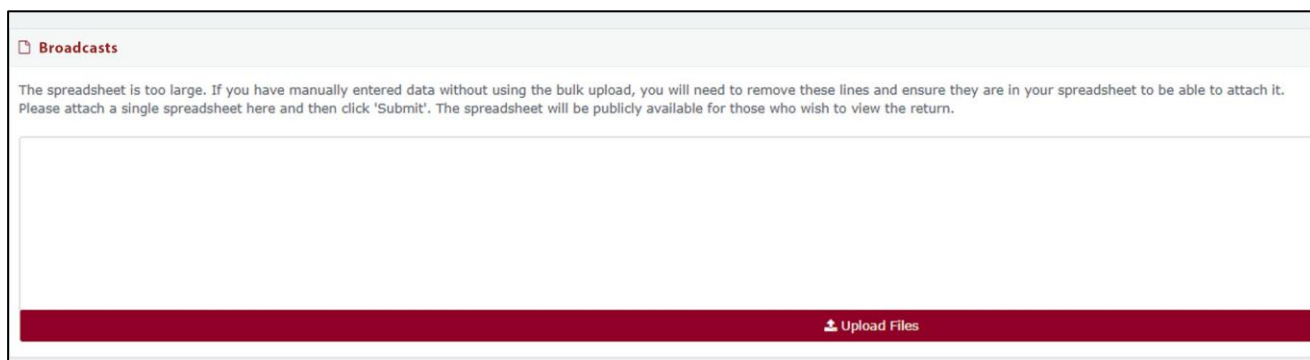 Broadcasts
The spreadsheet is too large. If you have manually entered data without using the bulk upload, you will need to remove these lines and ensure they are in your spreadsheet to be able to attach it.
Please attach a single spreadsheet here and then click 'Submit'. The spreadsheet will be publicly available for those who wish to view the return.
Upload Files